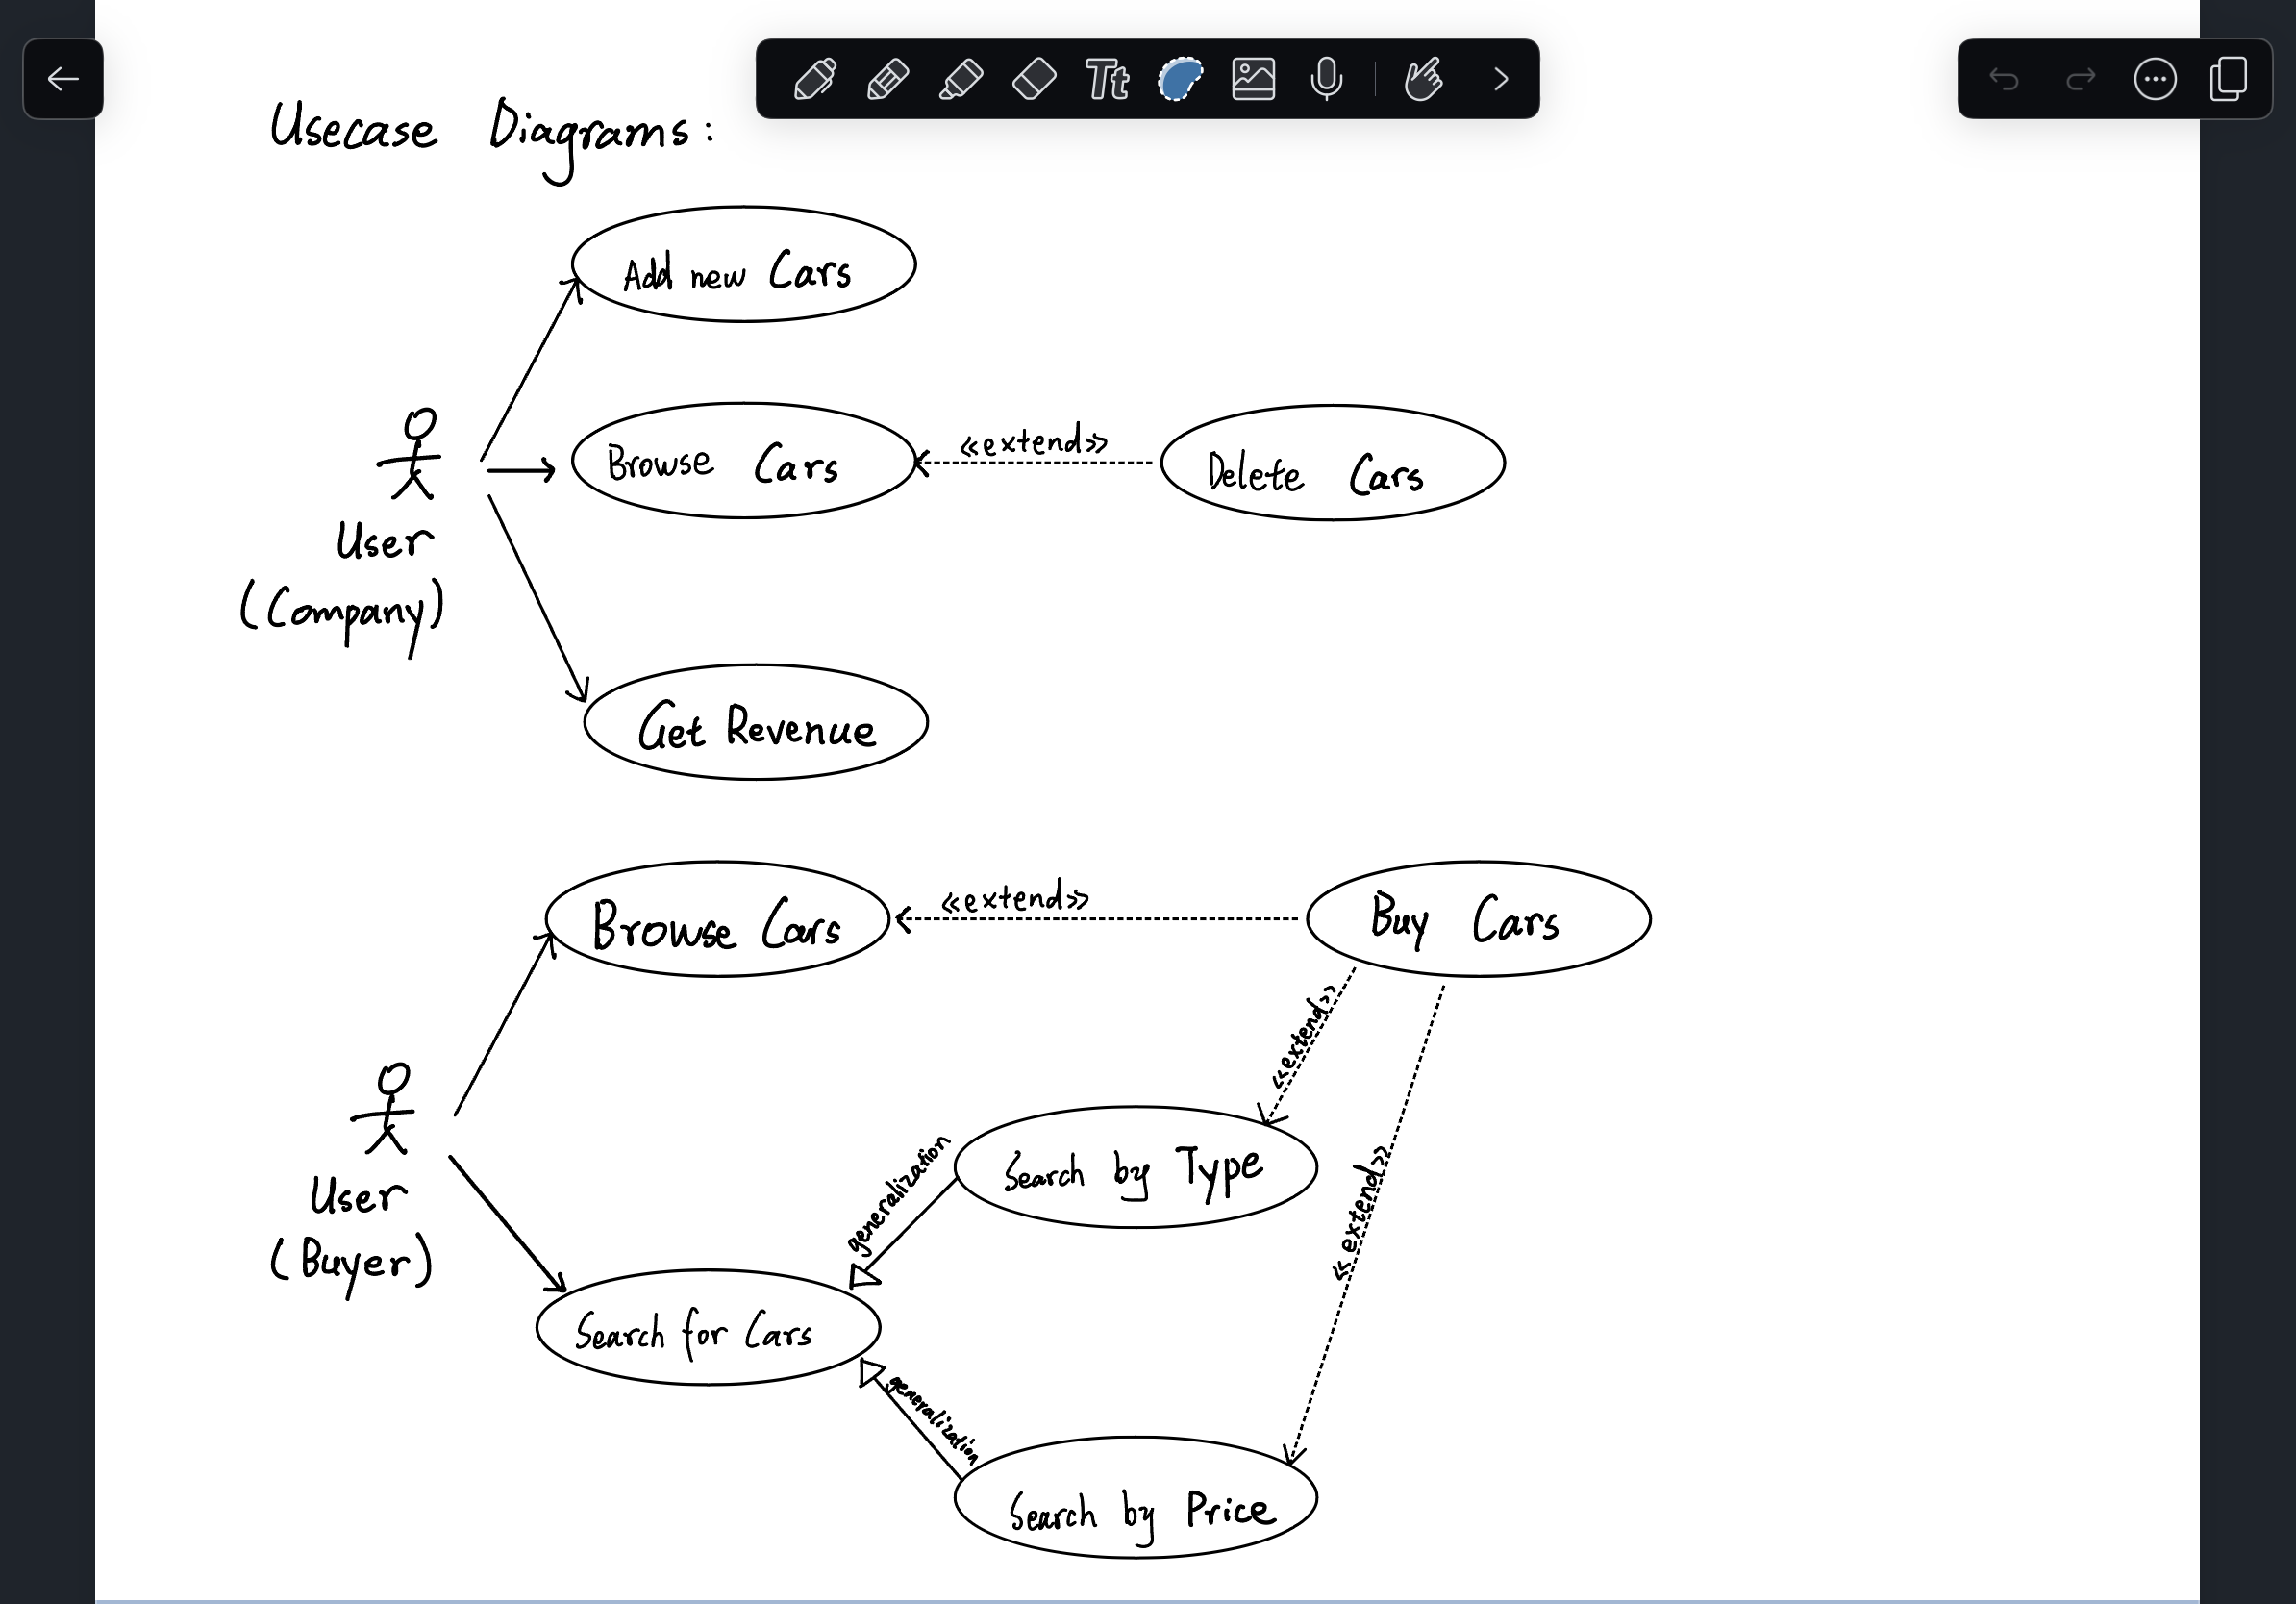 Tt
Usecase Diagrams:
Add new Cars
Browse Cars
«extend»
Delete Cars
User
(Company)
Get Revenue
Browse Cars
«extend»
Buy Cars
«extend»
User
(Buyer)
generalization
Search by Type
«extend»
Search for Cars
generalization
Search by Price